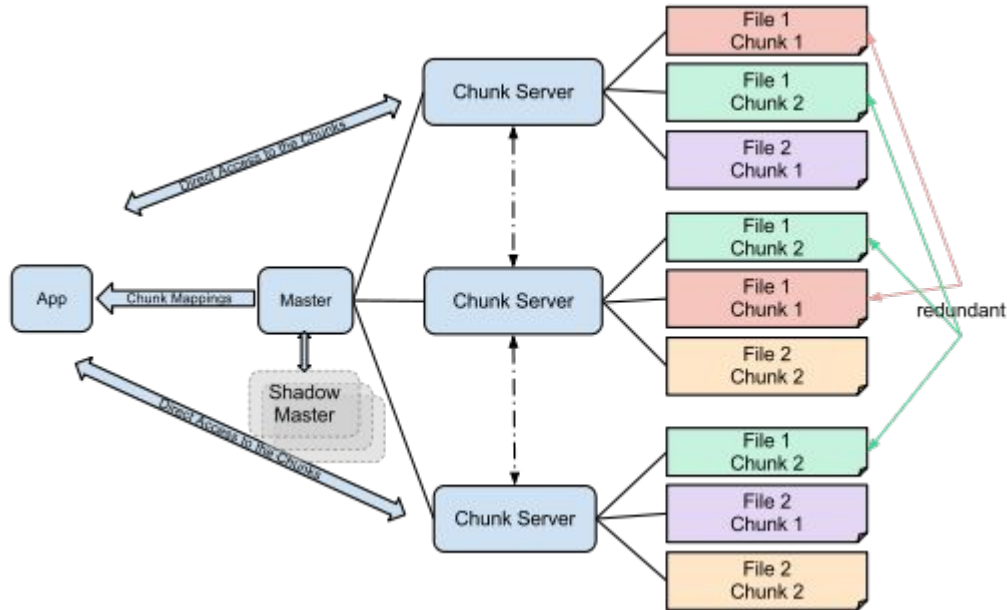 File 1
Chunk 1
Chunk Server
File 1
Chunk 2
Direct Access to the Chunks
File 2
Chunk 1
File 1
Chunk 2
App
Chunk Mappings
Master
Chunk Server
File 1
Chunk 1
redundant
Shadow
Master
File 2
Chunk 2
Direct Access to the Chunks
File 1
Chunk 2
Chunk Server
File 2
Chunk 1
File 2
Chunk 2